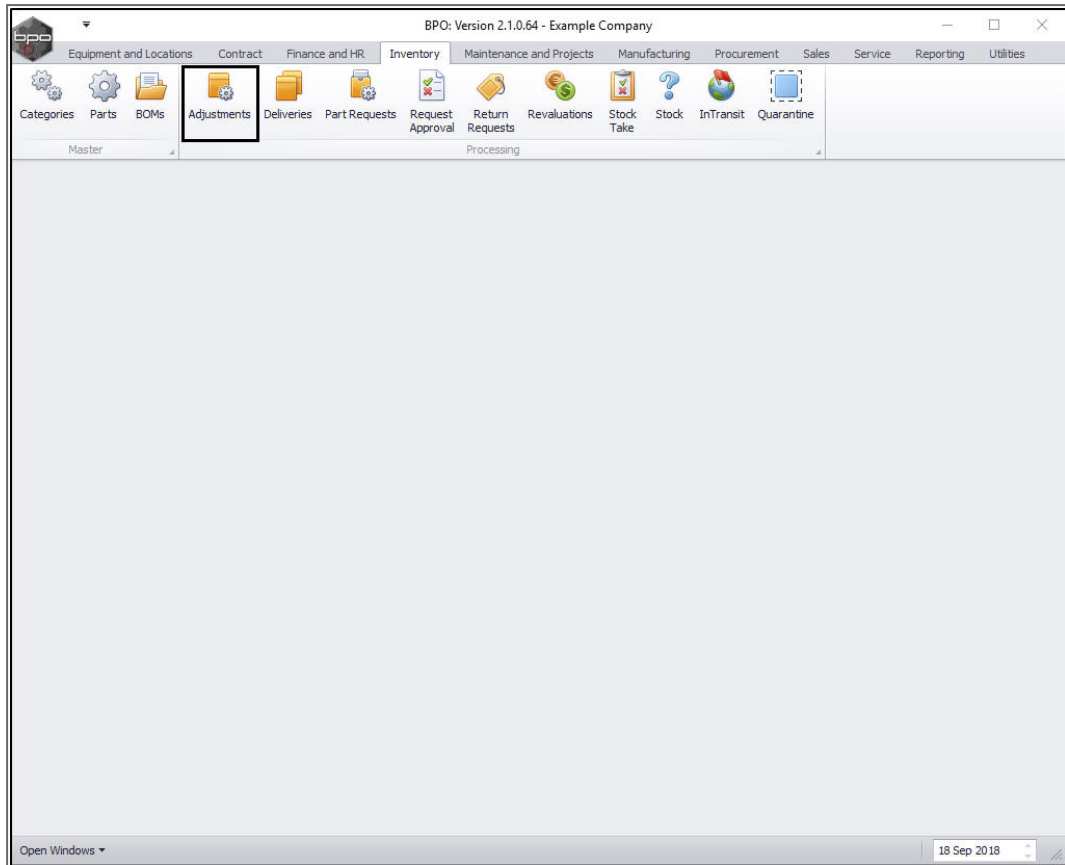 BPO: Version 2.1.0.64 - Example Company
bpo
Equipment and Locations Contract Finance and HR Inventory Maintenance and Projects Manufacturing Procurement Sales Service Reporting Utilities
Categories Parts BOMs Adjustments Deliveries Part Requests Request Approval Return Requests Revaluations Stock Take Stock InTransit Quarantine
Master Processing
Open Windows 18 Sep 2018